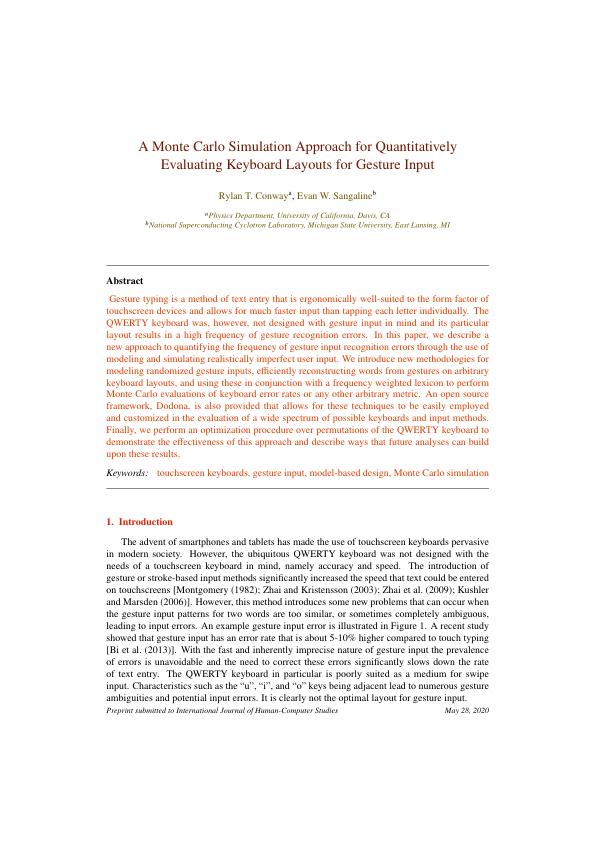 A Monte Carlo Simulation Approach for Quantitatively
Evaluating Keyboard Layouts for Gesture Input
Rylan T. Conwayᵃ, Evan W. Sangalineᵇ
ᵃPhysics Department, University of California, Davis, CA
ᵇNational Superconducting Cyclotron Laboratory, Michigan State University, East Lansing, MI
Abstract
Gesture typing is a method of text entry that is ergonomically well-suited to the form factor of
touchscreen devices and allows for much faster input than tapping each letter individually. The
QWERTY keyboard was, however, not designed with gesture input in mind and its particular
layout results in a high frequency of gesture recognition errors. In this paper, we describe a
new approach to quantifying the frequency of gesture input recognition errors through the use of
modeling and simulating realistically imperfect user input. We introduce new methodologies for
modeling randomized gesture inputs, efficiently reconstructing words from gestures on arbitrary
keyboard layouts, and using these in conjunction with a frequency weighted lexicon to perform
Monte Carlo evaluations of keyboard error rates or any other arbitrary metric. An open source
framework, Dodona, is also provided that allows for these techniques to be easily employed
and customized in the evaluation of a wide spectrum of possible keyboards and input methods.
Finally, we perform an optimization procedure over permutations of the QWERTY keyboard to
demonstrate the effectiveness of this approach and describe ways that future analyses can build
upon these results.
Keywords: touchscreen keyboards, gesture input, model-based design, Monte Carlo simulation
1. Introduction
The advent of smartphones and tablets has made the use of touchscreen keyboards pervasive
in modern society. However, the ubiquitous QWERTY keyboard was not designed with the
needs of a touchscreen keyboard in mind, namely accuracy and speed. The introduction of
gesture or stroke-based input methods significantly increased the speed that text could be entered
on touchscreens [Montgomery (1982); Zhai and Kristensson (2003); Zhai et al. (2009); Kushler
and Marsden (2006)]. However, this method introduces some new problems that can occur when
the gesture input patterns for two words are too similar, or sometimes completely ambiguous,
leading to input errors. An example gesture input error is illustrated in Figure 1. A recent study
showed that gesture input has an error rate that is about 5-10% higher compared to touch typing
[Bi et al. (2013)]. With the fast and inherently imprecise nature of gesture input the prevalence
of errors is unavoidable and the need to correct these errors significantly slows down the rate
of text entry. The QWERTY keyboard in particular is poorly suited as a medium for swipe
input. Characteristics such as the “u”, “i”, and “o” keys being adjacent lead to numerous gesture
ambiguities and potential input errors. It is clearly not the optimal layout for gesture input.
Preprint submitted to International Journal of Human-Computer Studies May 28, 2020